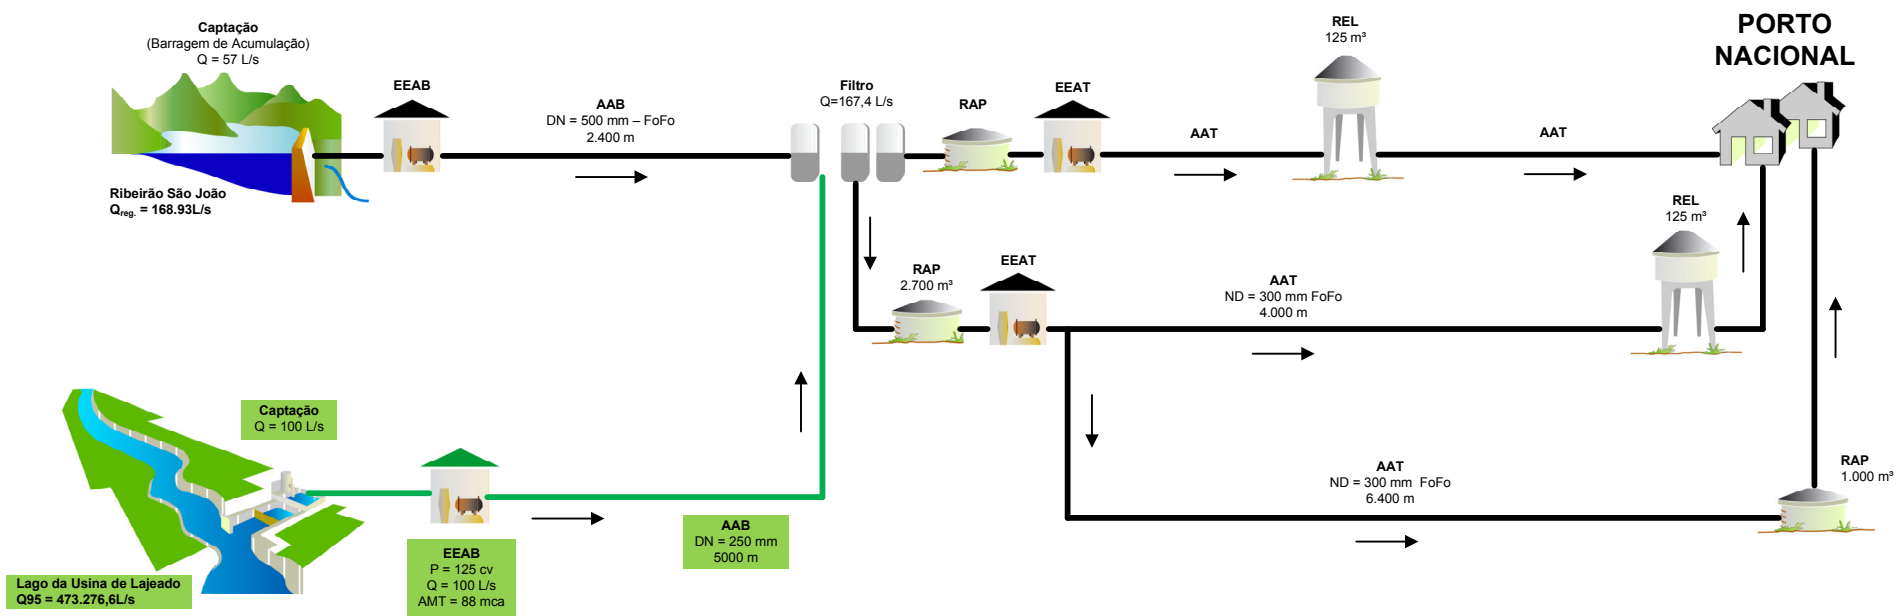 Captação
(Barragem de Acumulação)
Q = 57 L/s
EEAB
AAB
DN = 500 mm – FoFo
2.400 m
Filtro
Q=167,4 L/s
RAP
EEAT
AAT
REL
125 m³
AAT
PORTO
NACIONAL
Ribeirão São João
Qreg. = 168.93L/s
REL
125 m³
RAP
2.700 m³
EEAT
AAT
ND = 300 mm FoFo
4.000 m
Captação
Q = 100 L/s
AAT
ND = 300 mm FoFo
6.400 m
RAP
1.000 m³
AAB
DN = 250 mm
5000 m
EEAB
P = 125 cv
Q = 100 L/s
AMT = 88 mca
Lago da Usina de Lajeado
Q95 = 473.276,6L/s